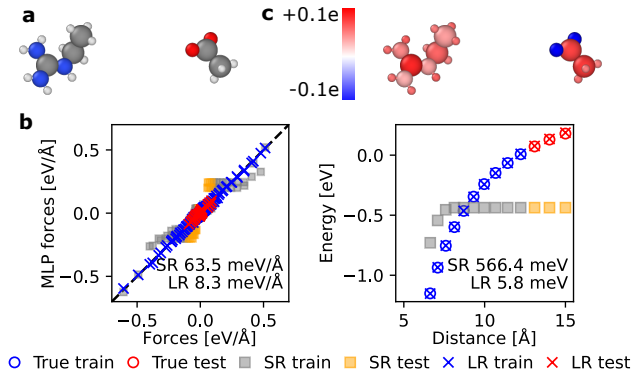 a
c
+0.1e
-0.1e
b
MLP forces [eV/Å]
0.5
0.0
−0.5
SR 63.5 meV/Å
LR 8.3 meV/Å
−0.5
0.0
0.5
Forces [eV/Å]
Energy [eV]
0.0
−0.5
−1.0
SR 566.4 meV
LR 5.8 meV
5
10
15
Distance [Å]
True train
True test
SR train
SR test
LR train
LR test